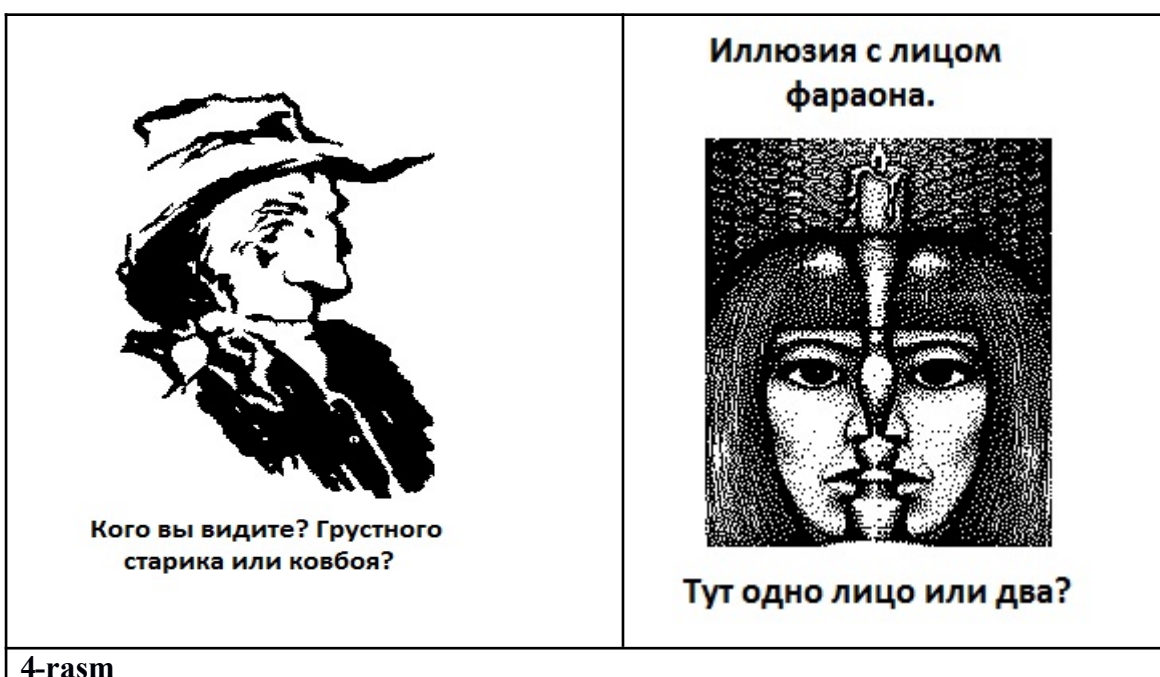 Кого вы видите? Грустного
старика или ковбоя?
Иллюзия с лицом
фараона.
Тут одно лицо или два?
4-rasm